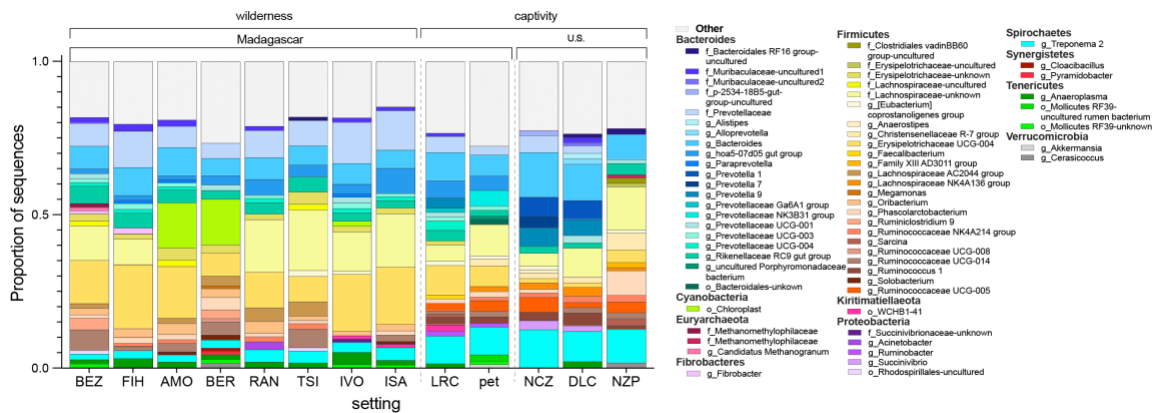 wilderness
captivity
Madagascar
U.S.
Proportion of sequences
1.0
0.5
0.0
BEZ FIH AMO BER RAN TSI IVO ISA LRC pet NCZ DLC NZP
setting
Other
Bacteroides
f_Bacteroidales RF16 group-
uncultured
f_Muribaculaceae-uncultured1
f_Muribaculaceae-uncultured2
f_p-2534-18B5-gut-
group-uncultured
f_Prevotellaceae
g_Alistipes
g_Alloprevotella
g_Bacteroides
g_hoa5-07d05 gut group
g_Paraprevotella
g_Prevotella 1
g_Prevotella 7
g_Prevotella 9
g_Prevotellaceae Ga6A1 group
g_Prevotellaceae NK3B31 group
g_Prevotellaceae UCG-001
g_Prevotellaceae UCG-003
g_Prevotellaceae UCG-004
g_Rikenellaceae RC9 gut group
g_uncultured Porphyromonadaceae
bacterium
o_Bacteroidales-unkown
Cyanobacteria
o_Chloroplast
Euryarchaeota
f_Methanomethylophilaceae
f_Methanomethylophilaceae
g_Candidatus Methanogranum
Fibrobacteres
g_Fibrobacter
Firmicutes
f_Clostridiales vadinBB60
group-uncultured
f_Erysipelotrichaceae-uncultured
f_Erysipelotrichaceae-unknown
f_Lachnospiraceae-uncultured
f_Lachnospiraceae-unknown
g_[Eubacterium]
coprostanoligenes group
g_Anaerostipes
g_Christensenellaceae R-7 group
g_Erysipelotrichaceae UCG-004
g_Faecalibacterium
g_Family XIII AD3011 group
g_Lachnospiraceae AC2044 group
g_Lachnospiraceae NK4A136 group
g_Megamonas
g_Oribacterium
g_Phascolarctobacterium
g_Ruminiclostridium 9
g_Ruminococcaceae NK4A214 group
g_Sarcina
g_Ruminococcaceae UCG-008
g_Ruminococcaceae UCG-014
g_Ruminococcus 1
g_Solobacterium
g_Ruminococcaceae UCG-005
Kiritimatiellaeota
o_WCHB1-41
Proteobacteria
f_Succinivibrionaceae-unknown
g_Acinetobacter
g_Ruminobacter
g_Succinivibrio
o_Rhodospirillales-uncultured
Spirochaetes
g_Treponema 2
Synergistetes
g_Cloacibacillus
g_Pyramidobacter
Tenericutes
g_Anaeroplasma
o_Mollicutes RF39-
uncultured rumen bacterium
o_Mollicutes RF39-unknown
Verrucomicrobia
g_Akkermansia
g_Cerasicoccus